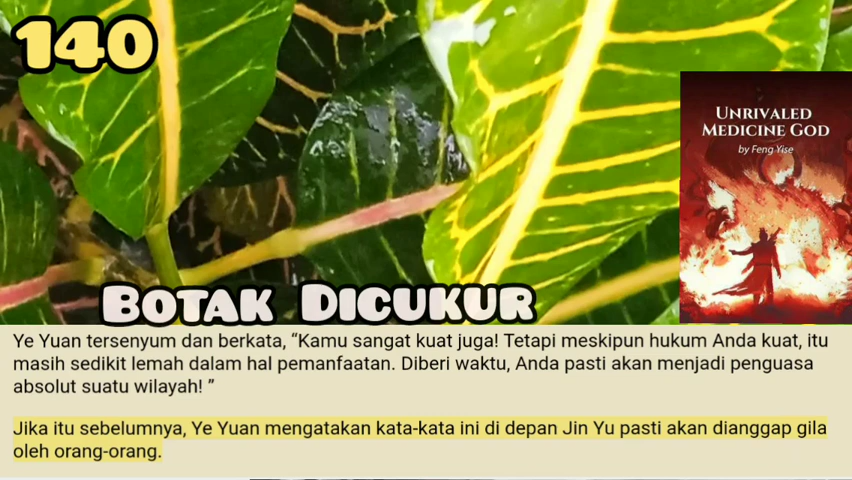 140
UNRIVALED
MEDICINE GOD
by Feng Yise
BOTAK DICUKUR
Ye Yuan tersenyum dan berkata, “Kamu sangat kuat juga! Tetapi meskipun hukum Anda kuat, itu
masih sedikit lemah dalam hal pemanfaatan. Diberi waktu, Anda pasti akan menjadi penguasa
absolut suatu wilayah! ”
Jika itu sebelumnya, Ye Yuan mengatakan kata-kata ini di depan Jin Yu pasti akan dianggap gila
oleh orang-orang.